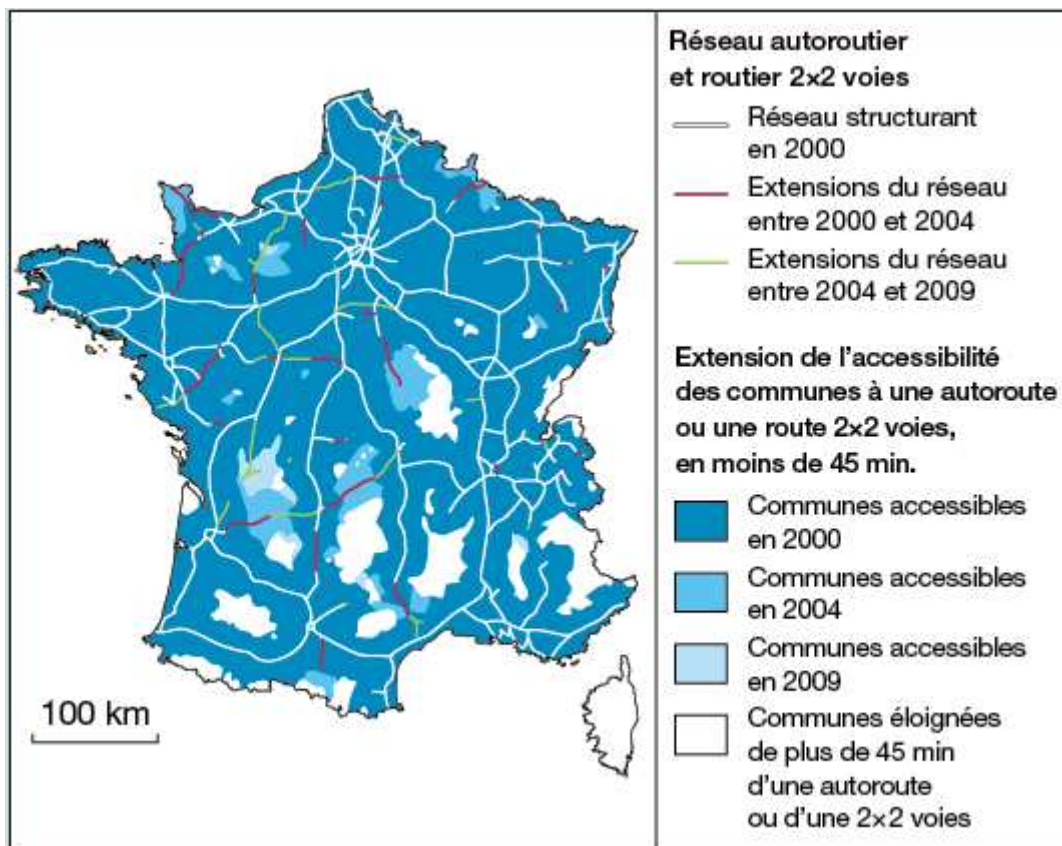 Réseau autoroutier
et routier 2×2 voies
Réseau structurant
en 2000
Extensions du réseau
entre 2000 et 2004
Extensions du réseau
entre 2004 et 2009
Extension de l'accessibilité
des communes à une autoroute
ou une route 2×2 voies,
en moins de 45 min.
Communes accessibles
en 2000
Communes accessibles
en 2004
Communes accessibles
en 2009
Communes éloignées
de plus de 45 min
d'une autoroute
ou d'une 2×2 voies
100 km